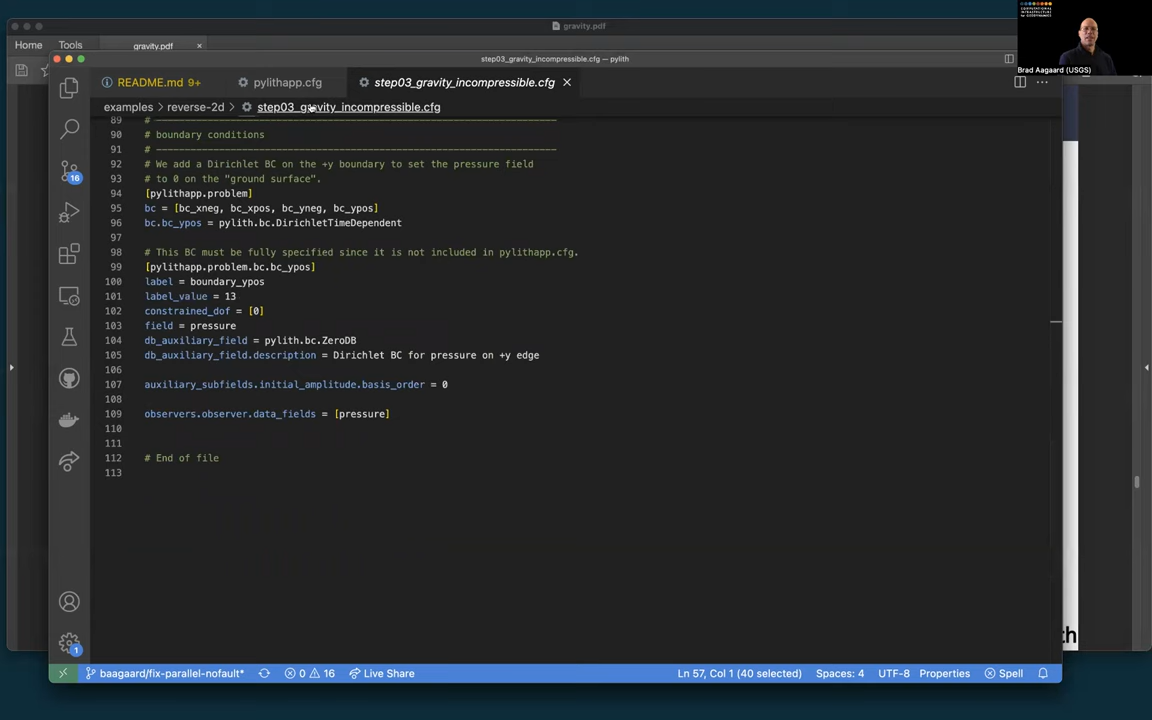 gravity.pdf
Home
Tools
gravity.pdf
COMPUTATIONAL
INFRASTRUCTURE
for GEODYNAMICS
Brad Aagaard (USGS)
step03_gravity_incompressible.cfg — pylith
README.md 9+
pylithapp.cfg
step03_gravity_incompressible.cfg
examples > reverse-2d > step03_gravity_incompressible.cfg
89 # ----------------------------------------------------------------------
90 # boundary conditions
91 # ----------------------------------------------------------------------
92 # We add a Dirichlet BC on the +y boundary to set the pressure field
93 # to 0 on the "ground surface".
94 [pylithapp.problem]
95 bc = [bc_xneg, bc_xpos, bc_yneg, bc_ypos]
96 bc.bc_ypos = pylith.bc.DirichletTimeDependent
97
98 # This BC must be fully specified since it is not included in pylithapp.cfg.
99 [pylithapp.problem.bc.bc_ypos]
100 label = boundary_ypos
101 label_value = 13
102 constrained_dof = [0]
103 field = pressure
104 db_auxiliary_field = pylith.bc.ZeroDB
105 db_auxiliary_field.description = Dirichlet BC for pressure on +y edge
106
107 auxiliary_subfields.initial_amplitude.basis_order = 0
108
109 observers.observer.data_fields = [pressure]
110
111
112 # End of file
113
16
1
th
baagaard/fix-parallel-nofault* 0 16 Live Share Ln 57, Col 1 (40 selected) Spaces: 4 UTF-8 Properties Spell